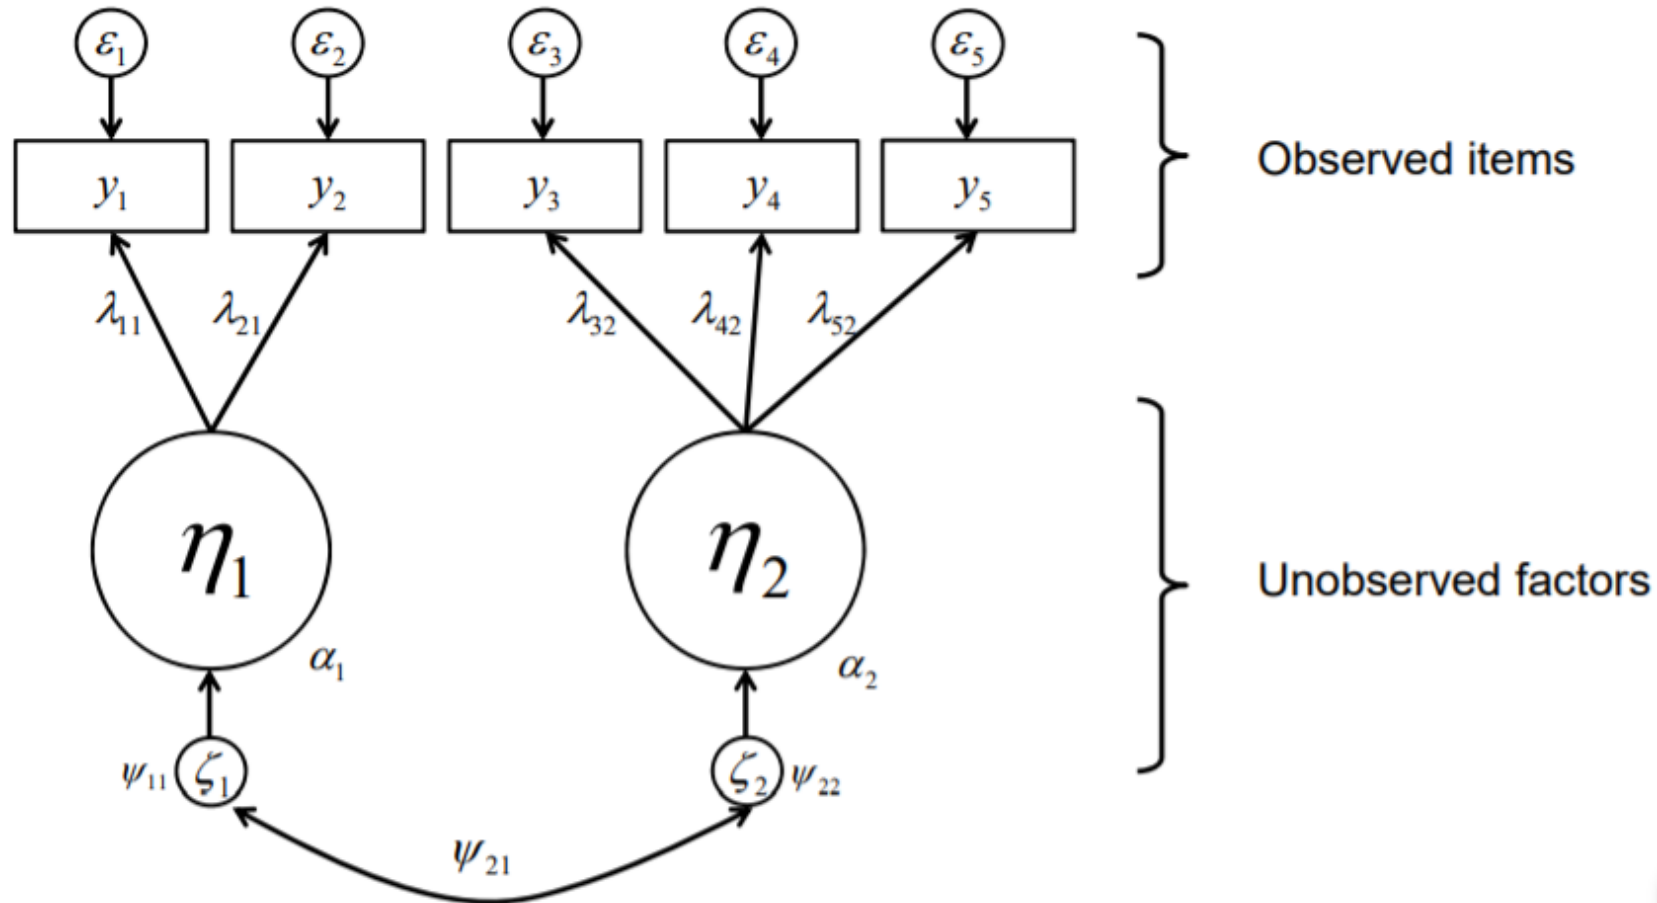 ε₁ ε₂ ε₃ ε₄ ε₅
y₁ y₂ y₃ y₄ y₅
Observed items
λ₁₁ λ₂₁ λ₃₂ λ₄₂ λ₅₂
η₁ η₂
Unobserved factors
α₁ α₂
ψ₁₁ ζ₁ ζ₂ ψ₂₂
ψ₂₁